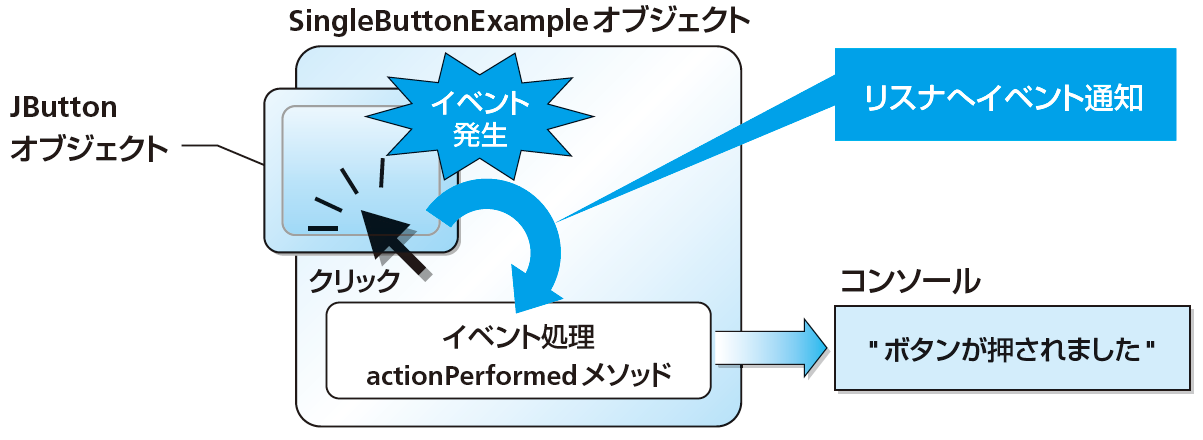 SingleButtonExample オブジェクト
JButton
オブジェクト
イベント
発生
リスナへイベント通知
クリック
イベント処理
actionPerformed メソッド
コンソール
"ボタンが押されました"